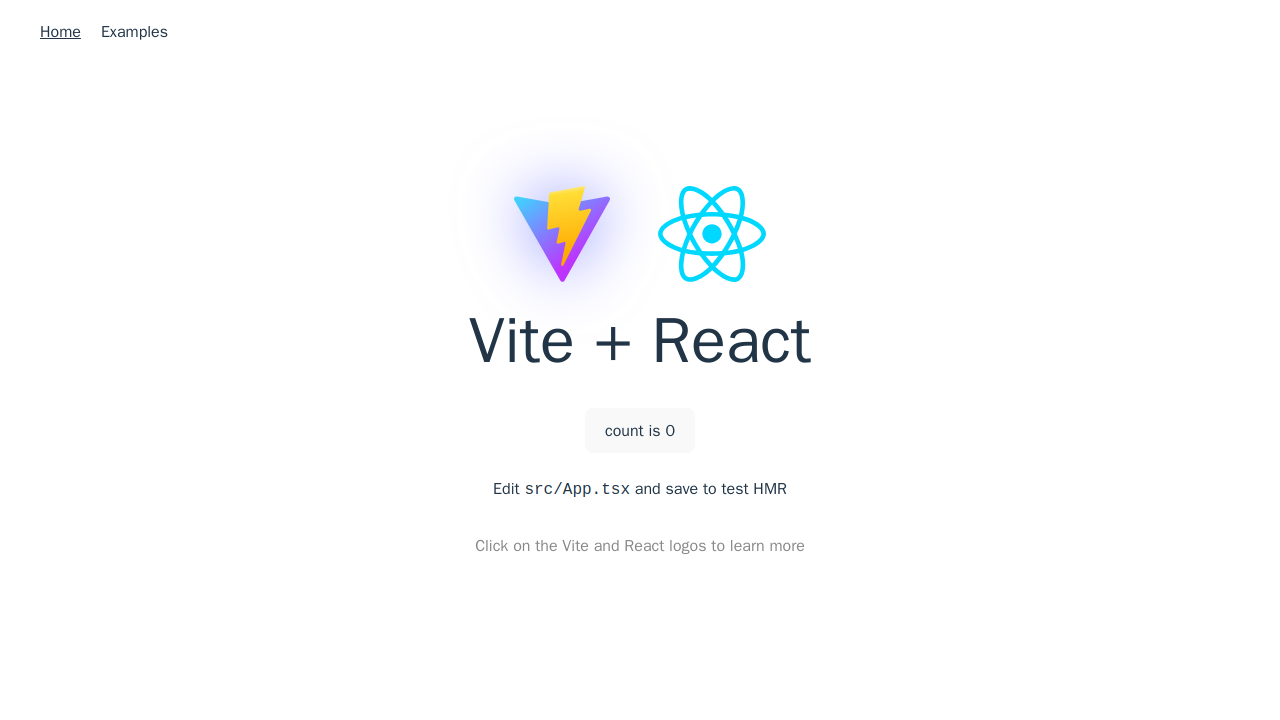 Home Examples
Vite + React
count is 0
Edit src/App.tsx and save to test HMR
Click on the Vite and React logos to learn more